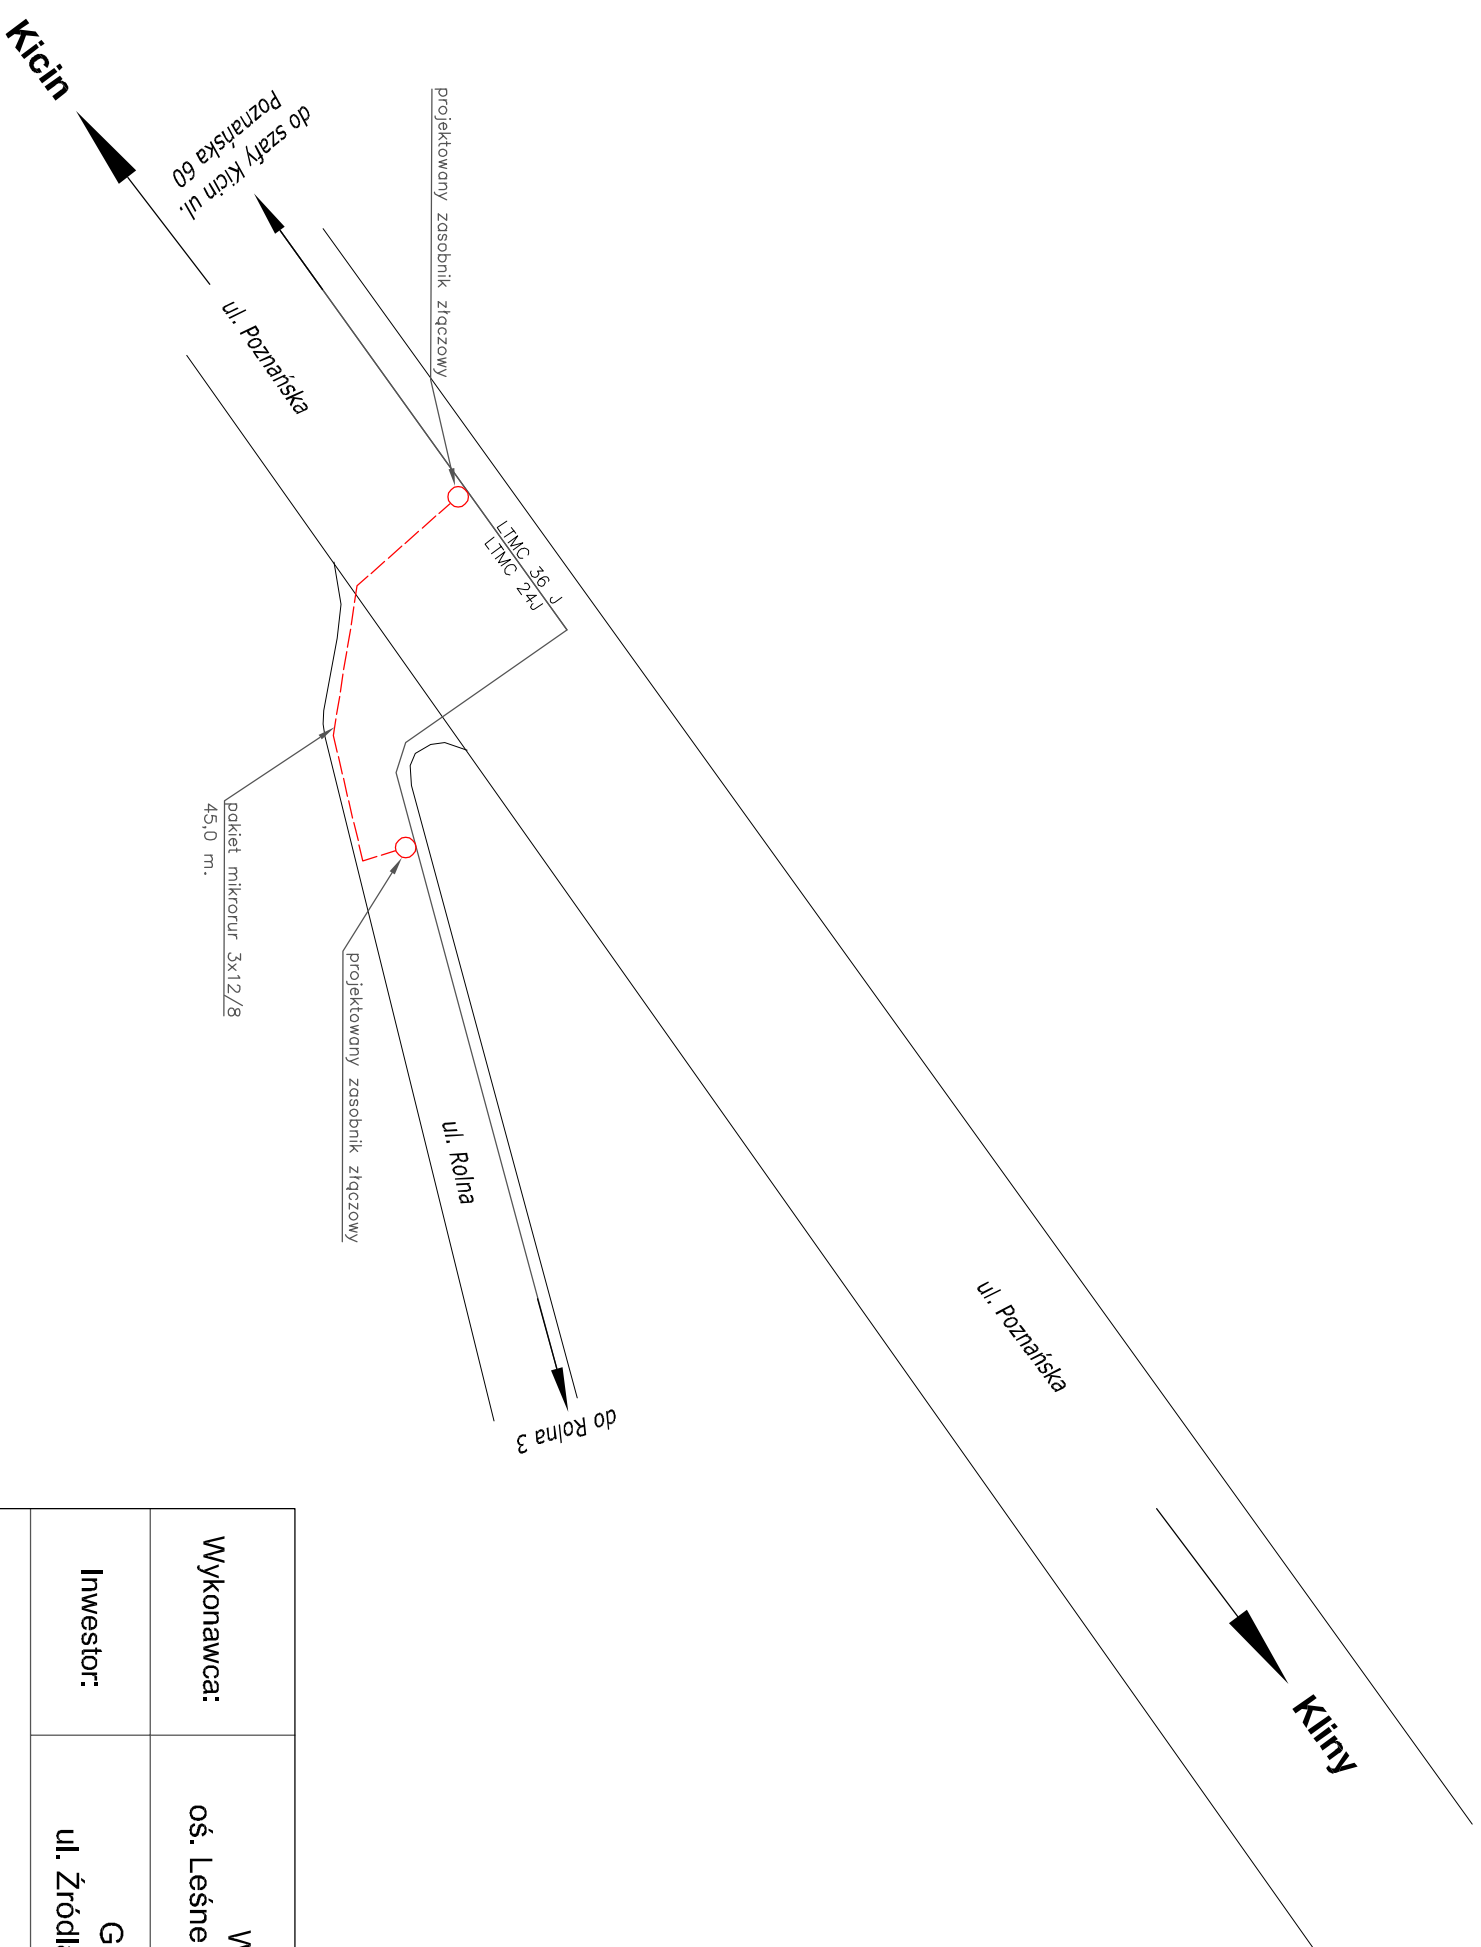 Kicin
do szafy Kicin ul.
Poznańska 60
projektowany zasobnik złączowy
ul. Poznańska
LTMC 36 J
LTMC 24J
pakiet mikrorur 3x12/8
45,0 m.
projektowany zasobnik złączowy
ul. Rolna
do Rolna 3
ul. Poznańska
Kliny
Wykonawca:
oś. Leśne
Inwestor:
ul.